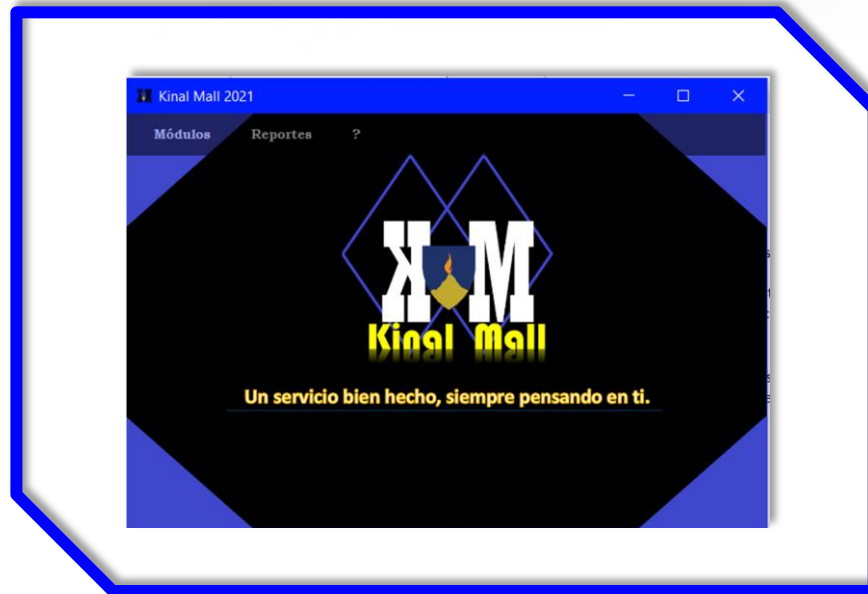 Kinal Mall 2021
Módulos Reportes ?
KM
Kinal Mall
Un servicio bien hecho, siempre pensando en ti.